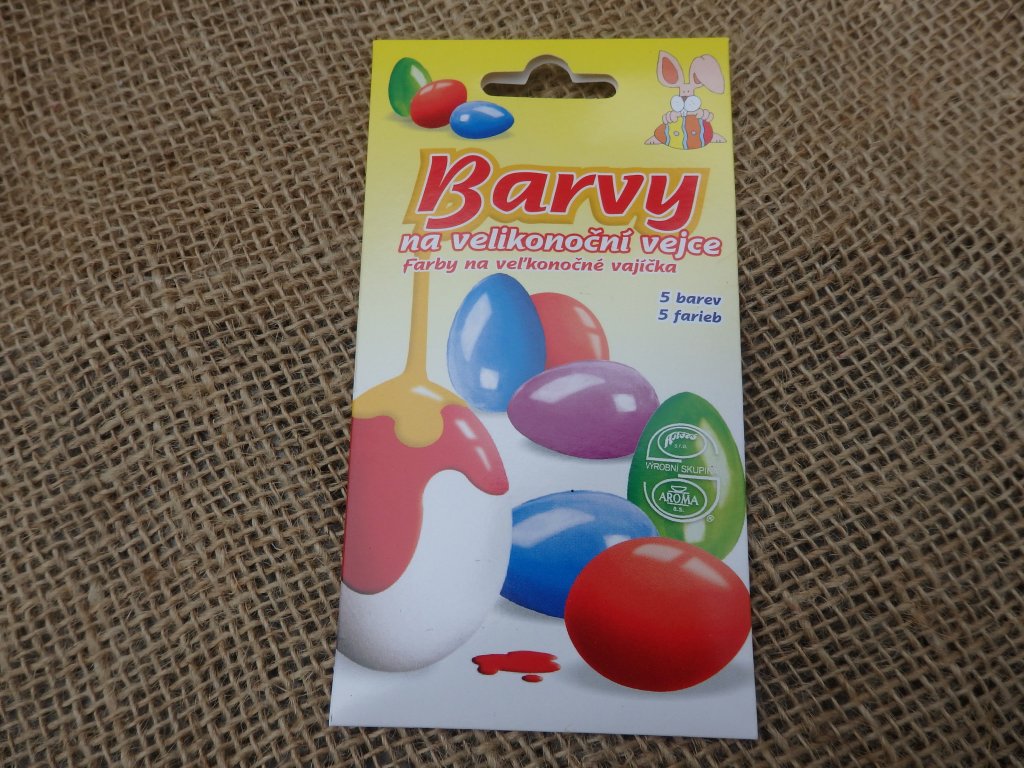 Barvy
na velikonoční vejce
Farby na veľkonočné vajíčka
5 barev
5 farieb
s.r.o.
VÝROBNÍ SKUPINA
AROMA
a.s.
®